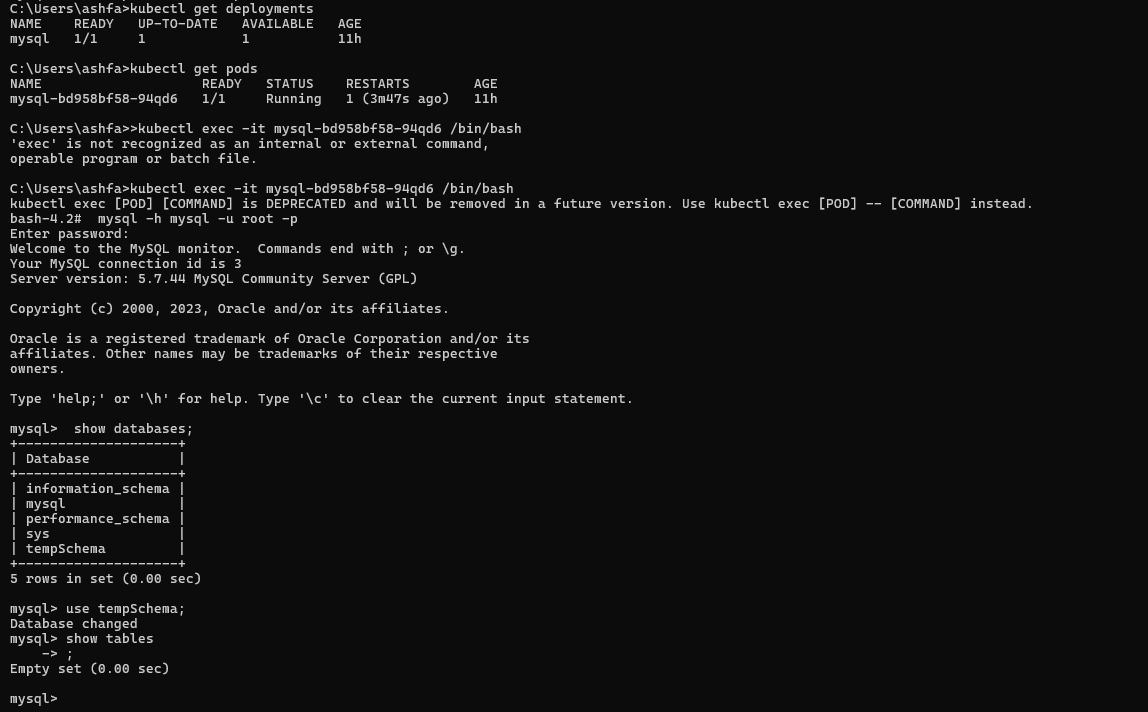 C:\Users\ashfa>kubectl get deployments
NAME    READY   UP-TO-DATE   AVAILABLE   AGE
mysql   1/1     1            1           11h
C:\Users\ashfa>kubectl get pods
NAME                    READY   STATUS    RESTARTS        AGE
mysql-bd958bf58-94qd6   1/1     Running   1 (3m47s ago)   11h
C:\Users\ashfa>>kubectl exec -it mysql-bd958bf58-94qd6 /bin/bash
'exec' is not recognized as an internal or external command,
operable program or batch file.
C:\Users\ashfa>kubectl exec -it mysql-bd958bf58-94qd6 /bin/bash
kubectl exec [POD] [COMMAND] is DEPRECATED and will be removed in a future version. Use kubectl exec [POD] -- [COMMAND] instead.
bash-4.2#  mysql -h mysql -u root -p
Enter password:
Welcome to the MySQL monitor.  Commands end with ; or \g.
Your MySQL connection id is 3
Server version: 5.7.44 MySQL Community Server (GPL)
Copyright (c) 2000, 2023, Oracle and/or its affiliates.
Oracle is a registered trademark of Oracle Corporation and/or its
affiliates. Other names may be trademarks of their respective
owners.
Type 'help;' or '\h' for help. Type '\c' to clear the current input statement.
mysql>  show databases;
+--------------------+
| Database           |
+--------------------+
| information_schema |
| mysql              |
| performance_schema |
| sys                |
| tempSchema         |
+--------------------+
5 rows in set (0.00 sec)
mysql> use tempSchema;
Database changed
mysql> show tables
    -> ;
Empty set (0.00 sec)
mysql>